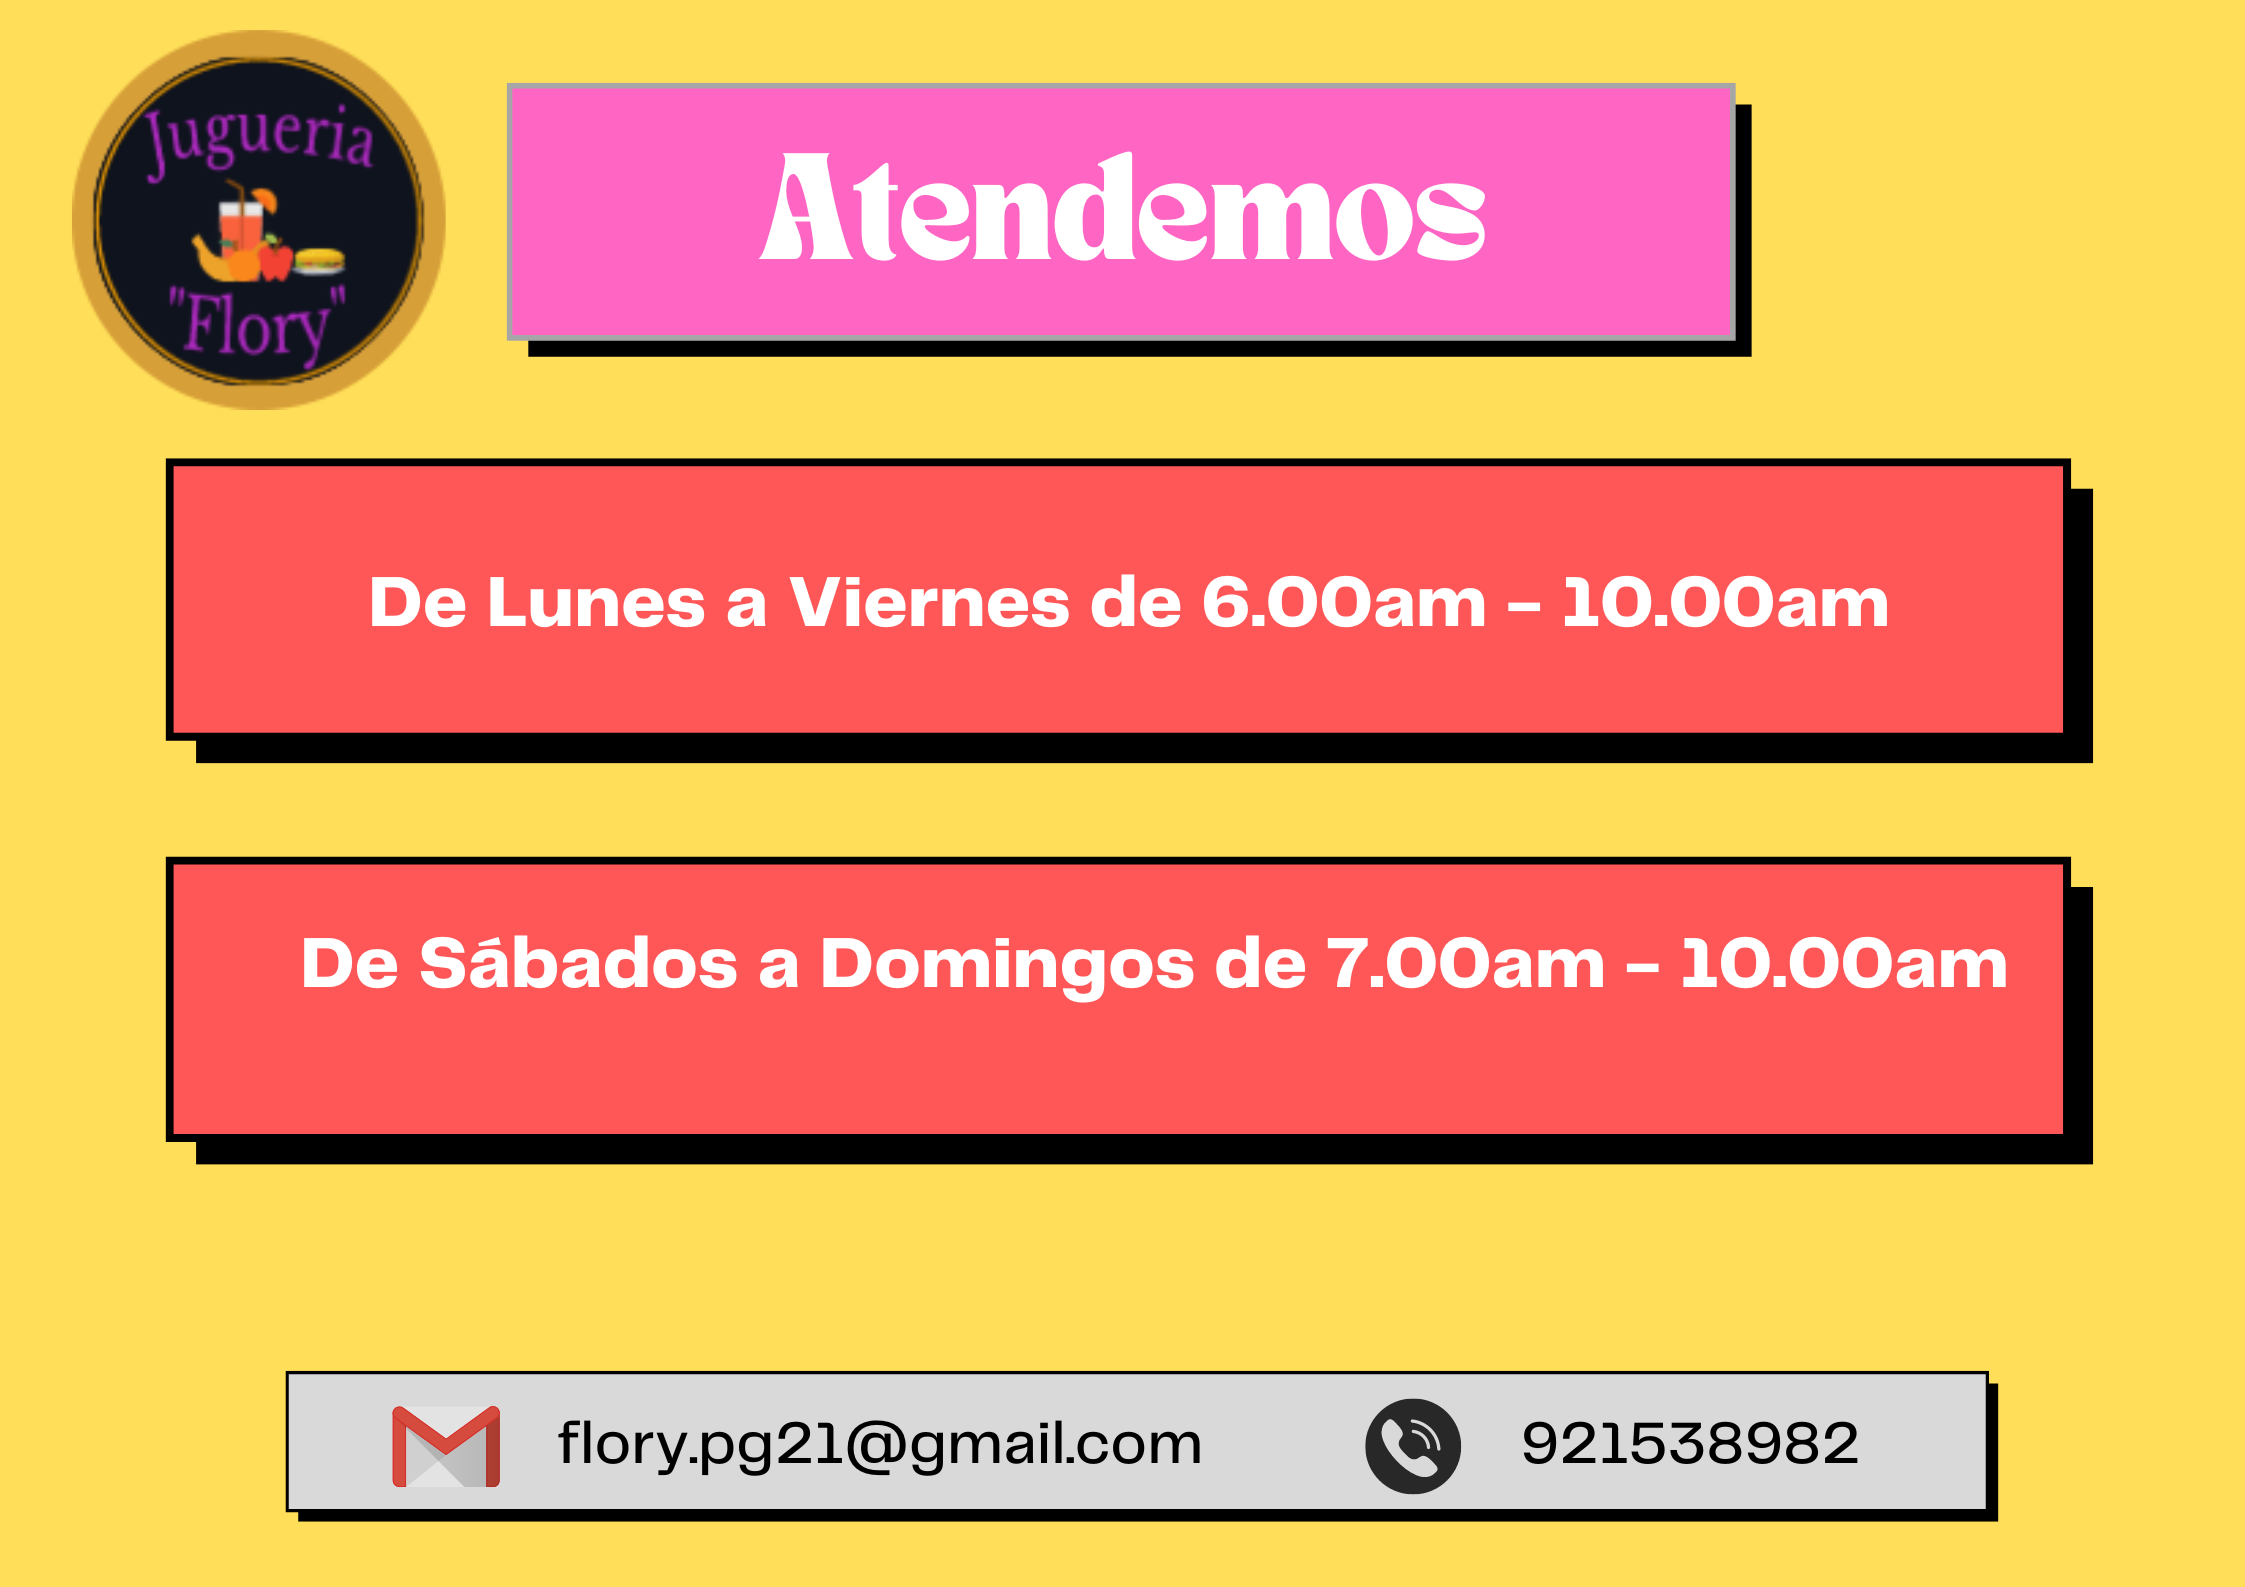 Jugueria
"Flory"
Atendemos
De Lunes a Viernes de 6.00am - 10.00am
De Sábados a Domingos de 7.00am - 10.00am
flory.pg21@gmail.com
921538982